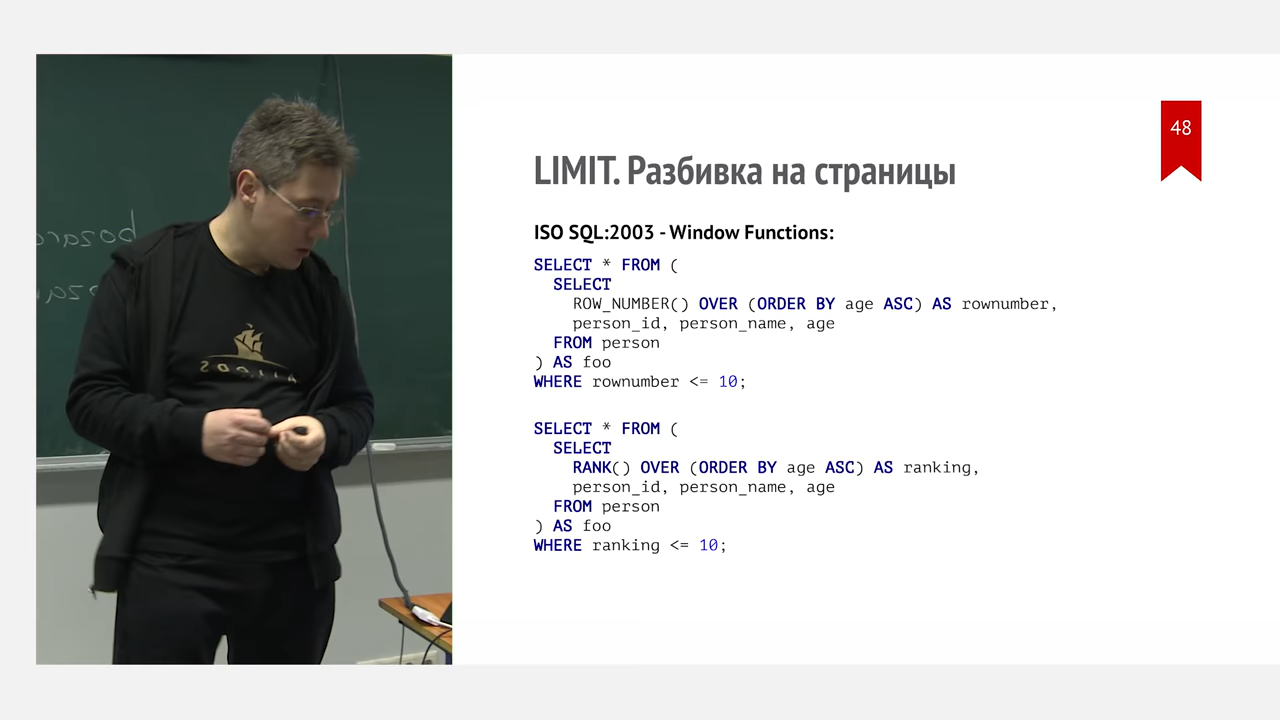 48
LIMIT. Разбивка на страницы
ISO SQL:2003 - Window Functions:
SELECT * FROM (
  SELECT
    ROW_NUMBER() OVER (ORDER BY age ASC) AS rownumber,
    person_id, person_name, age
  FROM person
) AS foo
WHERE rownumber <= 10;
SELECT * FROM (
  SELECT
    RANK() OVER (ORDER BY age ASC) AS ranking,
    person_id, person_name, age
  FROM person
) AS foo
WHERE ranking <= 10;